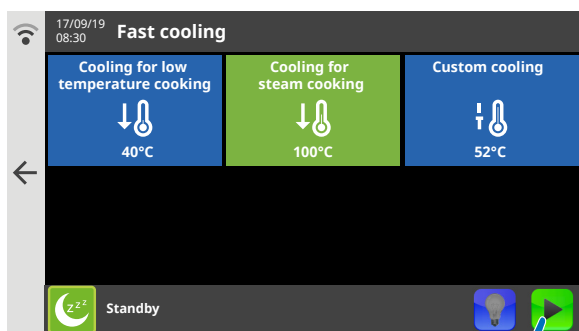 17/09/19
08:30
Fast cooling
Cooling for low
temperature cooking
40°C
Cooling for
steam cooking
100°C
Custom cooling
52°C
zzz
Standby